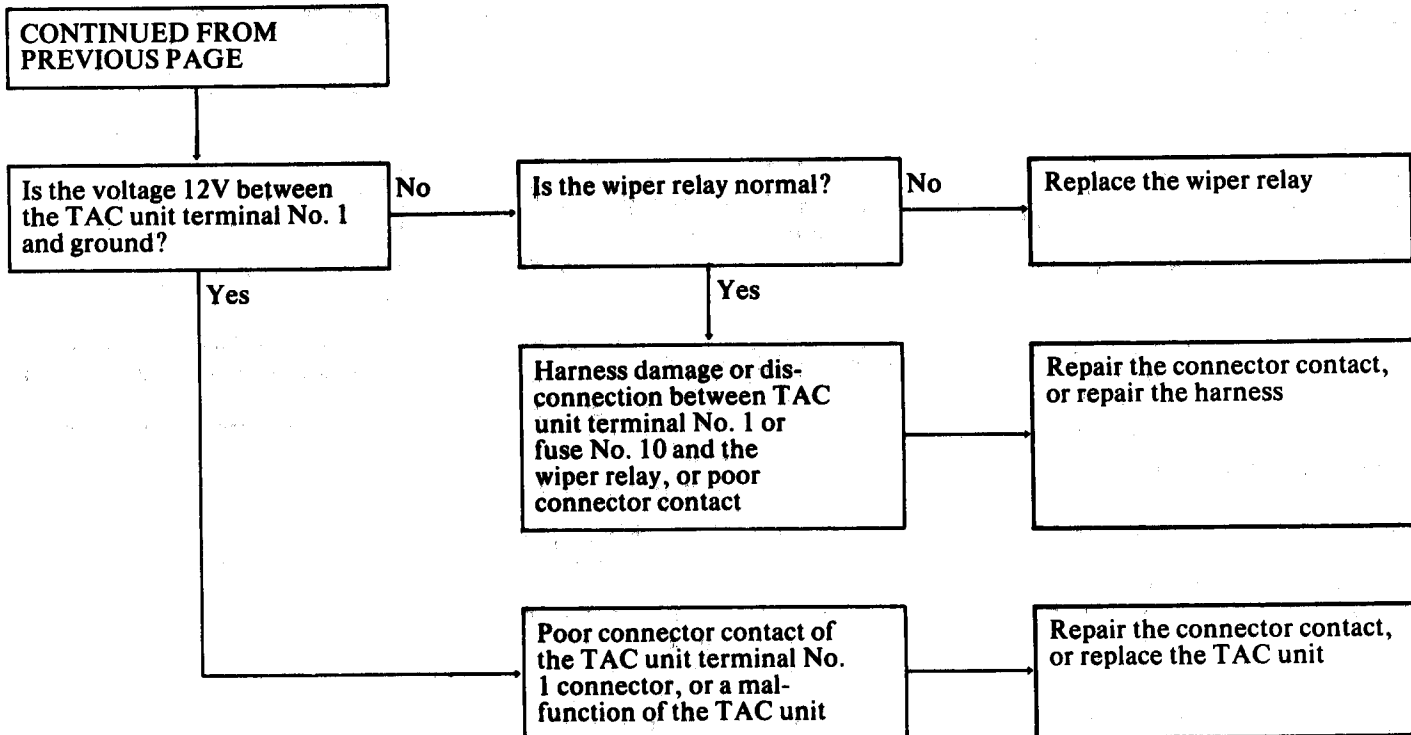 CONTINUED FROM
PREVIOUS PAGE
Is the voltage 12V between
the TAC unit terminal No. 1
and ground?
No
Is the wiper relay normal?
No
Replace the wiper relay
Yes
Yes
Harness damage or dis-
connection between TAC
unit terminal No. 1 or
fuse No. 10 and the
wiper relay, or poor
connector contact
Repair the connector contact,
or repair the harness
Poor connector contact of
the TAC unit terminal No.
1 connector, or a mal-
function of the TAC unit
Repair the connector contact,
or replace the TAC unit